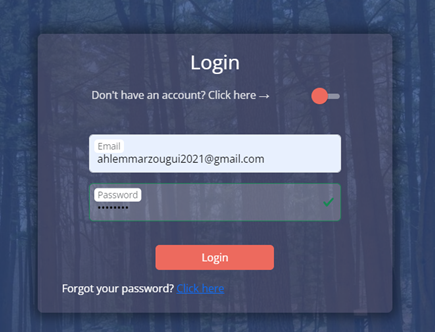 Login
Don't have an account? Click here →
Email
ahlemmarzougui2021@gmail.com
Password
••••••••
Login
Forgot your password? Click here